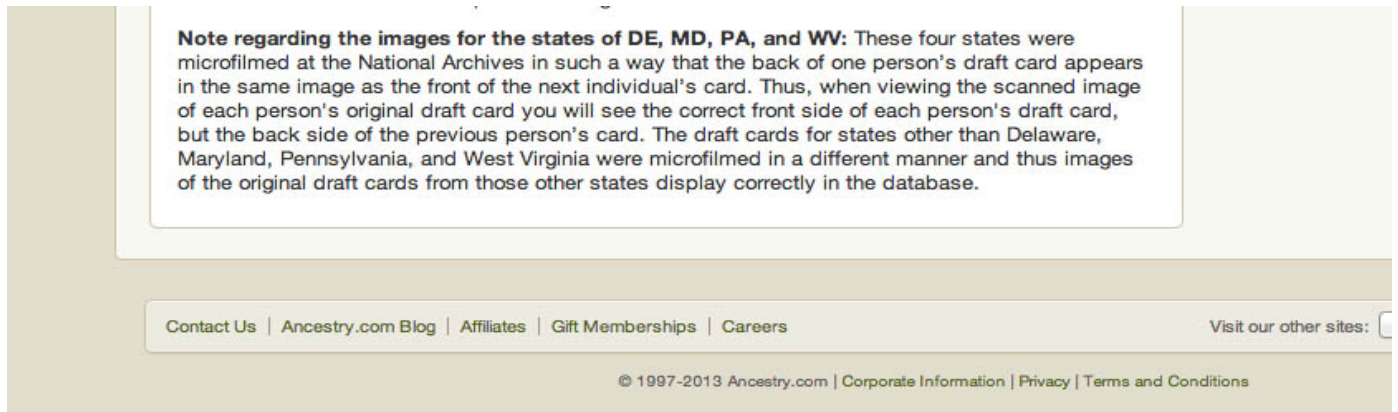 Note regarding the images for the states of DE, MD, PA, and WV: These four states were
microfilmed at the National Archives in such a way that the back of one person’s draft card appears
in the same image as the front of the next individual’s card. Thus, when viewing the scanned image
of each person's original draft card you will see the correct front side of each person's draft card,
but the back side of the previous person’s card. The draft cards for states other than Delaware,
Maryland, Pennsylvania, and West Virginia were microfilmed in a different manner and thus images
of the original draft cards from those other states display correctly in the database.
Contact Us | Ancestry.com Blog | Affiliates | Gift Memberships | Careers
Visit our other sites:
© 1997-2013 Ancestry.com | Corporate Information | Privacy | Terms and Conditions